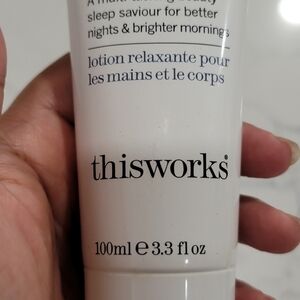 sleep saviour for better
nights & brighter mornings
lotion relaxante pour
les mains et le corps
thisworks®
100ml ℮ 3.3 fl oz